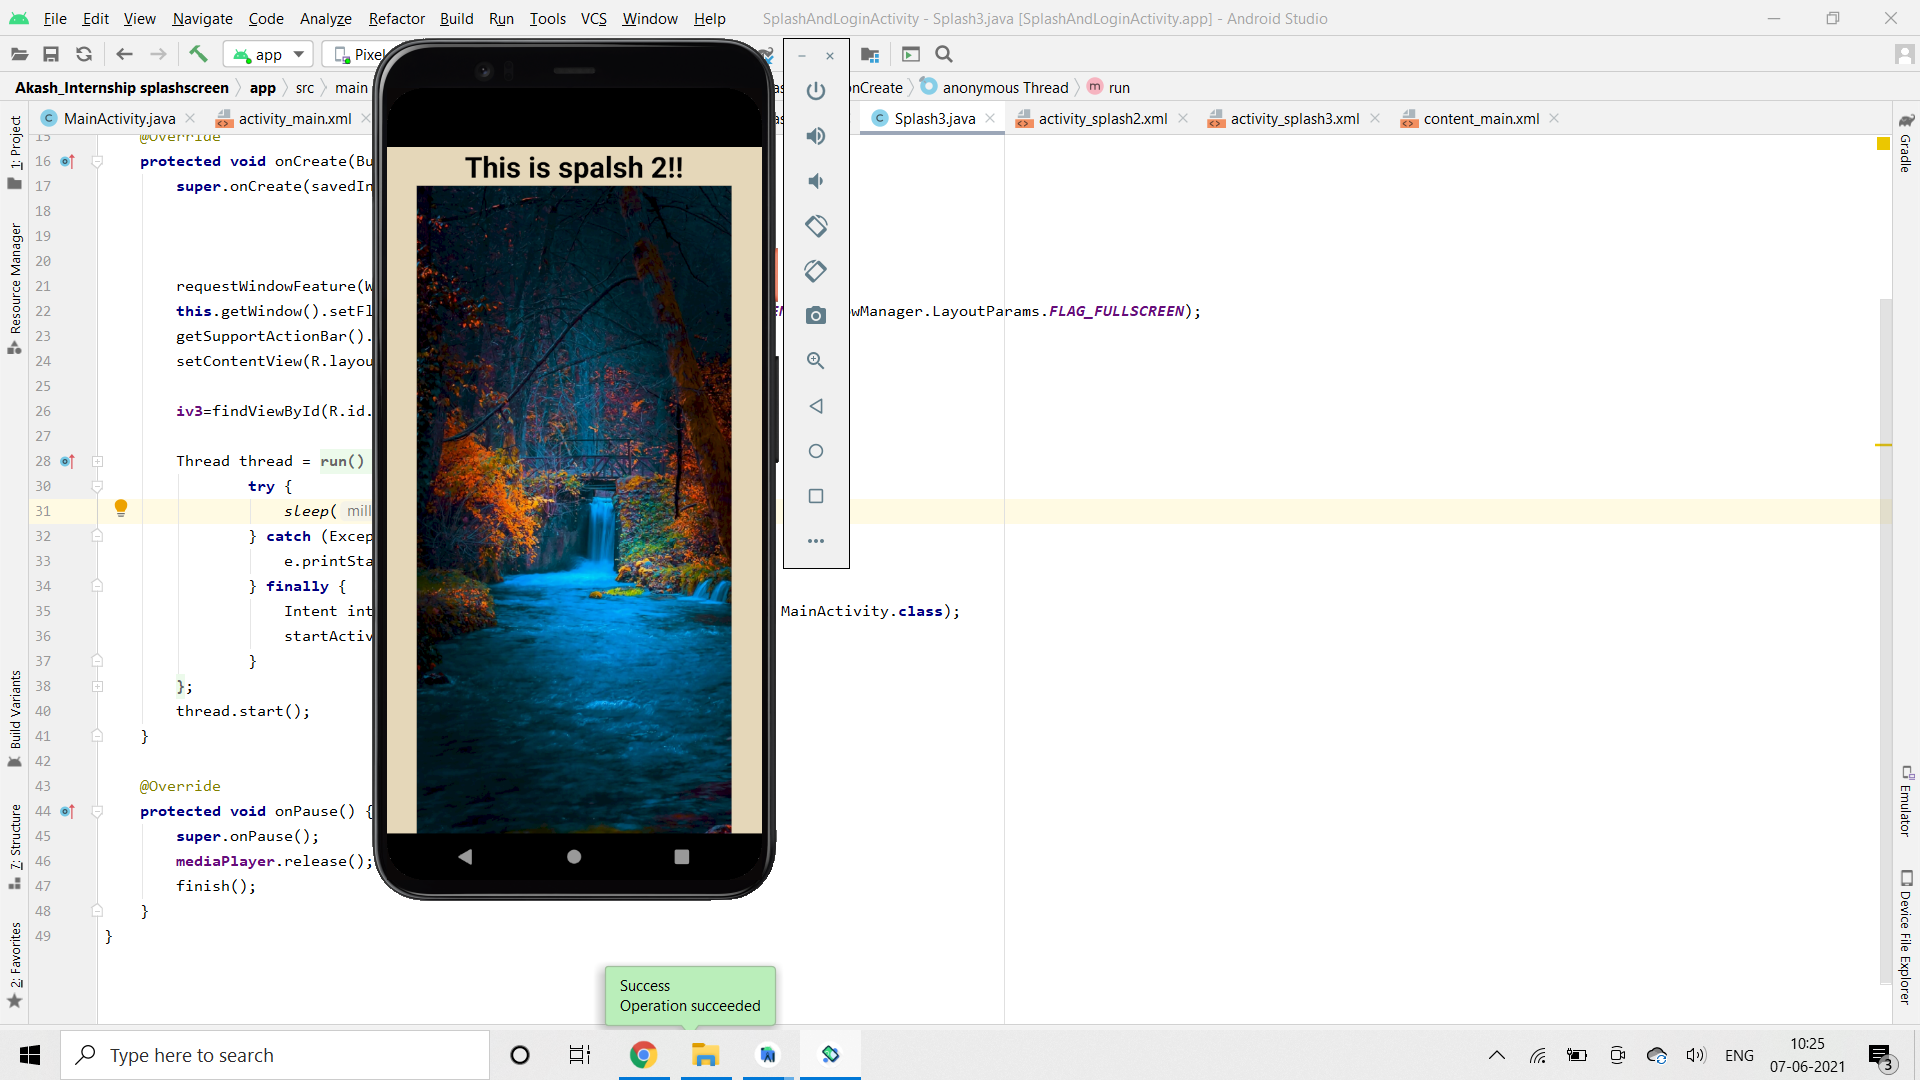 File Edit View Navigate Code Analyze Refactor Build Run Tools VCS Window Help SplashAndLoginActivity - Splash3.java [SplashAndLoginActivity.app] - Android Studio
app Pixel
Akash_Internship splashscreen app src main onCreate anonymous Thread run
MainActivity.java activity_main.xml Splash3.java activity_splash2.xml activity_splash3.xml content_main.xml
15 @Override
16 protected void onCreate(Bu
17 super.onCreate(savedIn
18
19
20
21 requestWindowFeature(W
22 this.getWindow().setFl wManager.LayoutParams.FLAG_FULLSCREEN);
23 getSupportActionBar().
24 setContentView(R.layou
25
26 iv3=findViewById(R.id.
27
28 Thread thread = run()
30 try {
31 sleep( mill
32 } catch (Excep
33 e.printSta
34 } finally {
35 Intent int MainActivity.class);
36 startActiv
37 }
38 };
40 thread.start();
41 }
42
43 @Override
44 protected void onPause() {
45 super.onPause();
46 mediaPlayer.release();
47 finish();
48 }
49 }
This is spalsh 2!!
1: Project
Resource Manager
Build Variants
7: Structure
2: Favorites
Gradle
Emulator
Device File Explorer
Success
Operation succeeded
Type here to search
ENG
10:25
07-06-2021
3